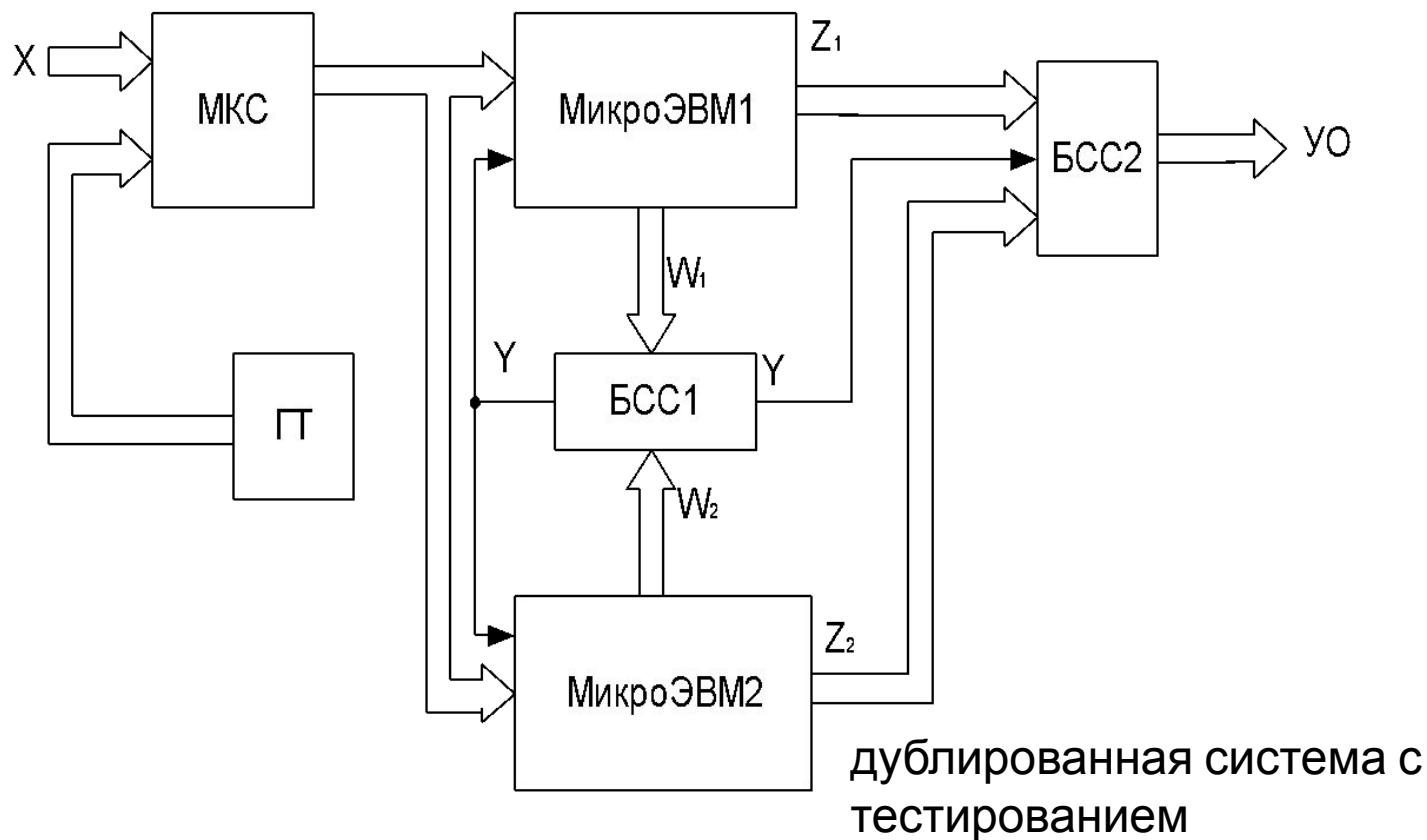 X
МКС
МикроЭВМ1
Z₁
БСС2
УО
W₁
Y
БСС1
Y
ГТ
W₂
МикроЭВМ2
Z₂
дублированная система с
тестированием